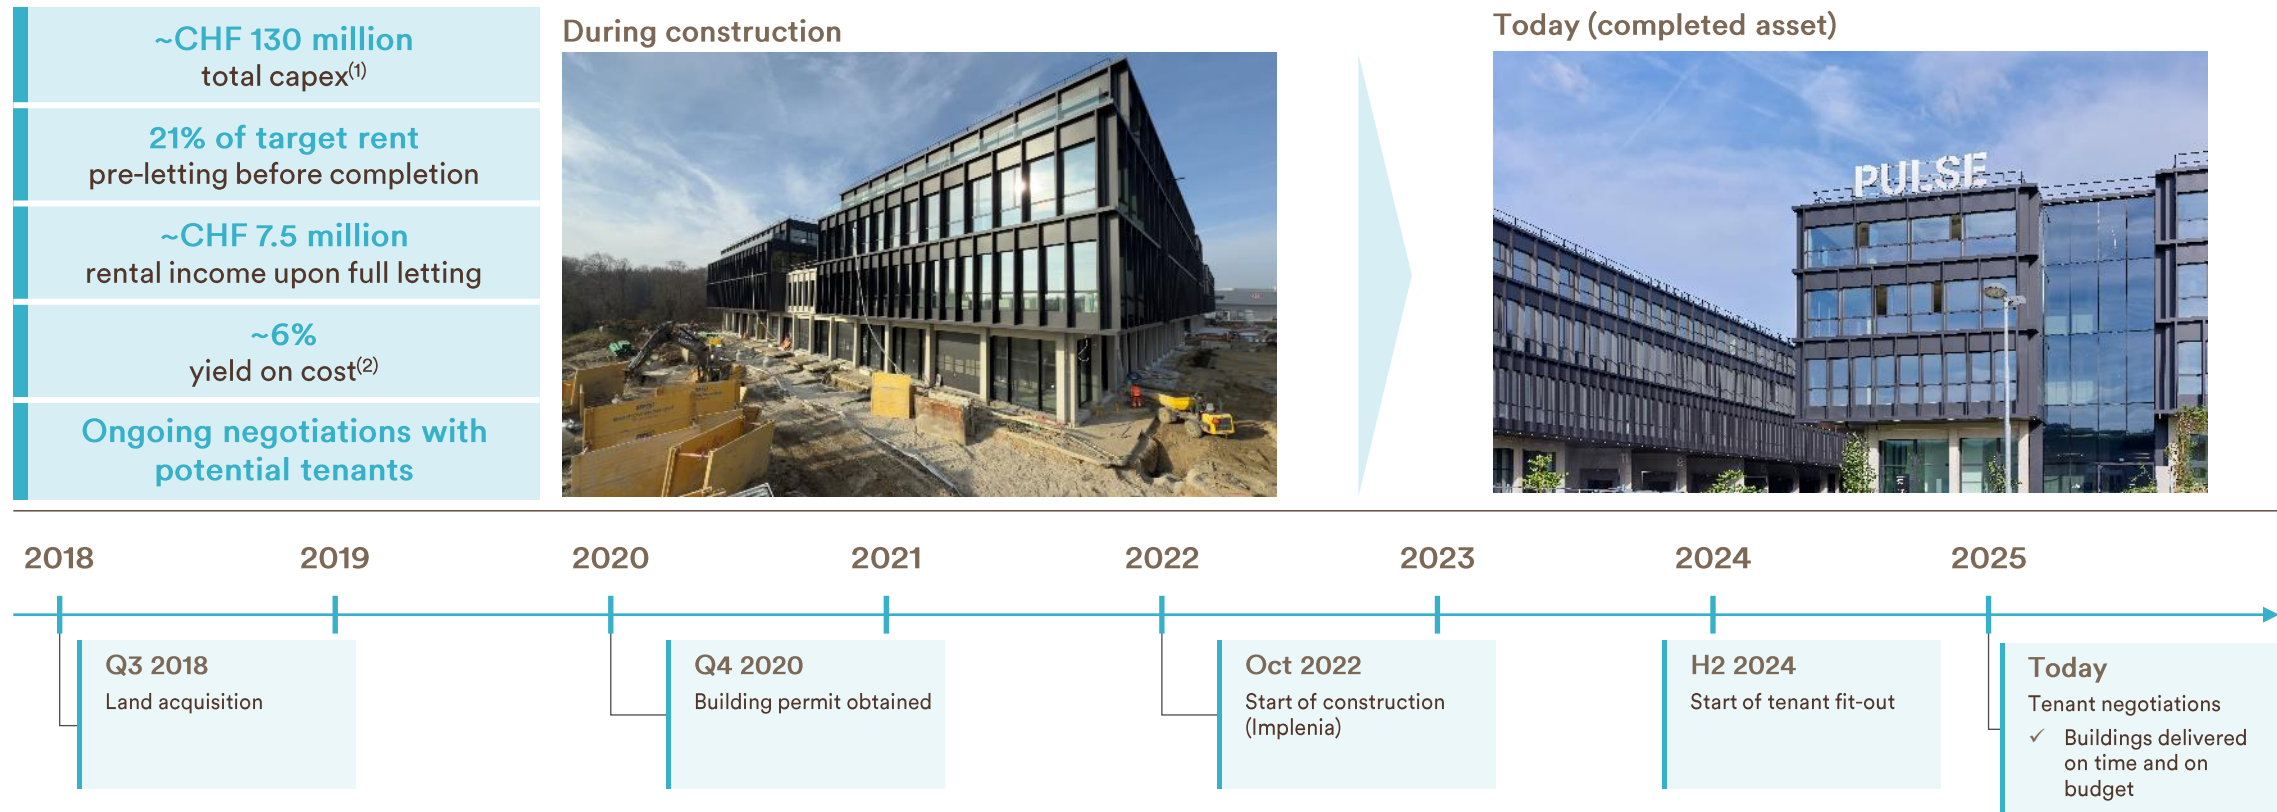 ~CHF 130 million
total capex(1)
21% of target rent
pre-letting before completion
~CHF 7.5 million
rental income upon full letting
~6%
yield on cost(2)
Ongoing negotiations with
potential tenants
During construction
Today (completed asset)
PULSE
2018
2019
2020
2021
2022
2023
2024
2025
Q3 2018
Land acquisition
Q4 2020
Building permit obtained
Oct 2022
Start of construction
(Implenia)
H2 2024
Start of tenant fit-out
Today
Tenant negotiations
✓ Buildings delivered
on time and on
budget